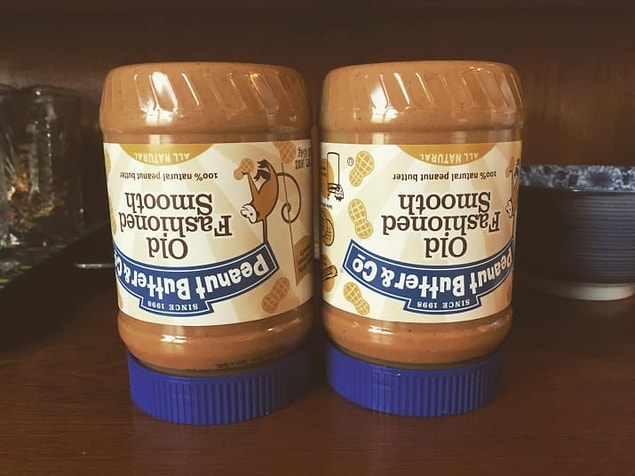 SINCE 1998
Peanut Butter & Co
Old
Fashioned
Smooth
100% natural peanut butter
ALL NATURAL
SINCE 1998
Peanut Butter & Co
Old
Fashioned
Smooth
100% natural peanut butter
ALL NATURAL